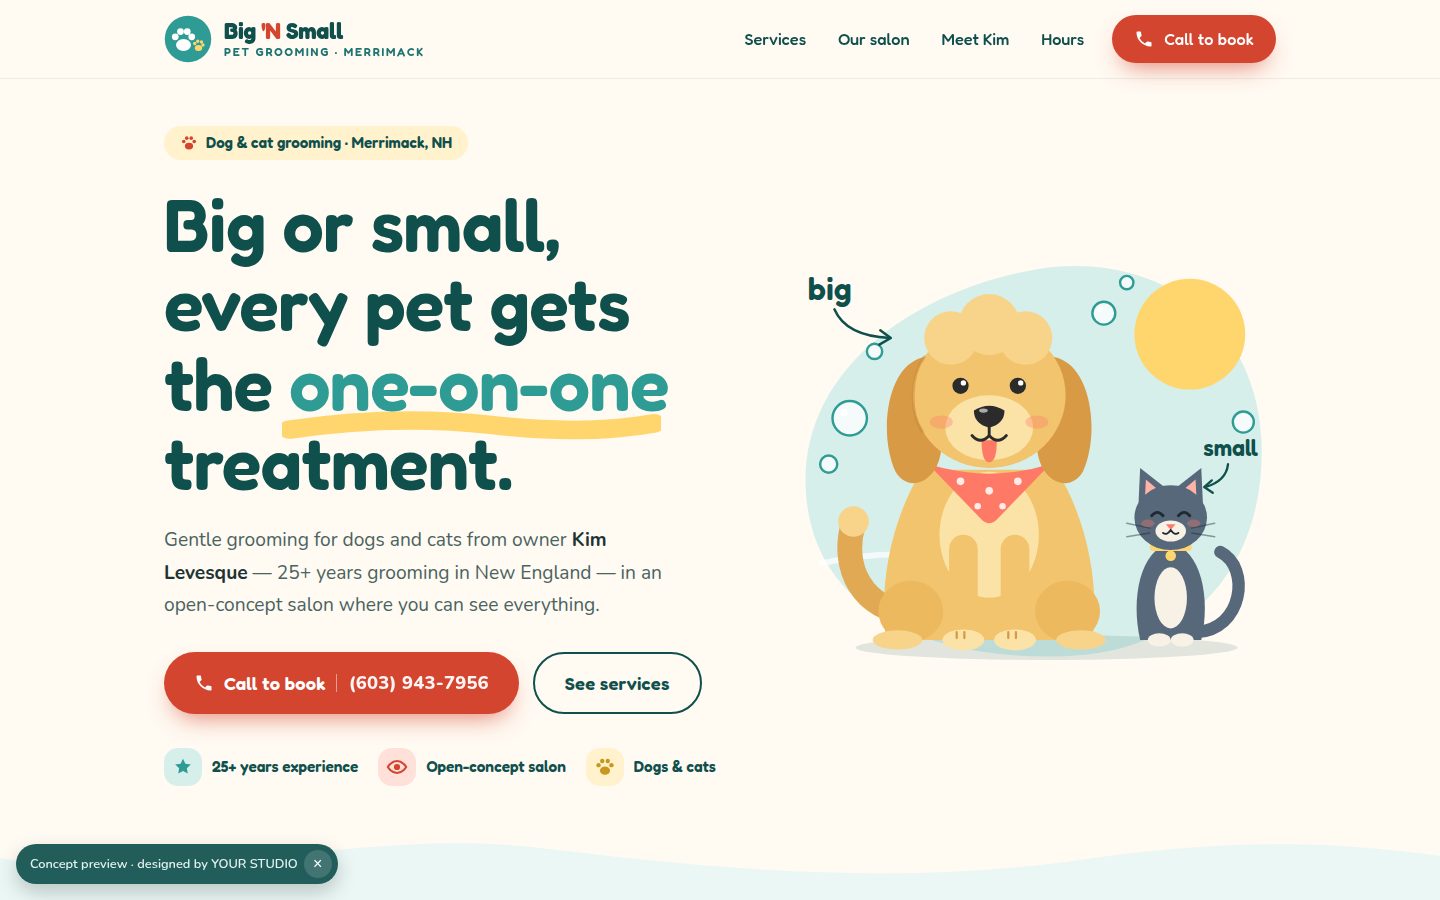 Big 'N Small
PET GROOMING · MERRIMACK
Services
Our salon
Meet Kim
Hours
Call to book
Dog & cat grooming · Merrimack, NH
Big or small,
every pet gets
the one-on-one
treatment.
Gentle grooming for dogs and cats from owner Kim
Levesque — 25+ years grooming in New England — in an
open-concept salon where you can see everything.
Call to book | (603) 943-7956
See services
25+ years experience
Open-concept salon
Dogs & cats
big
small
Concept preview · designed by YOUR STUDIO ×